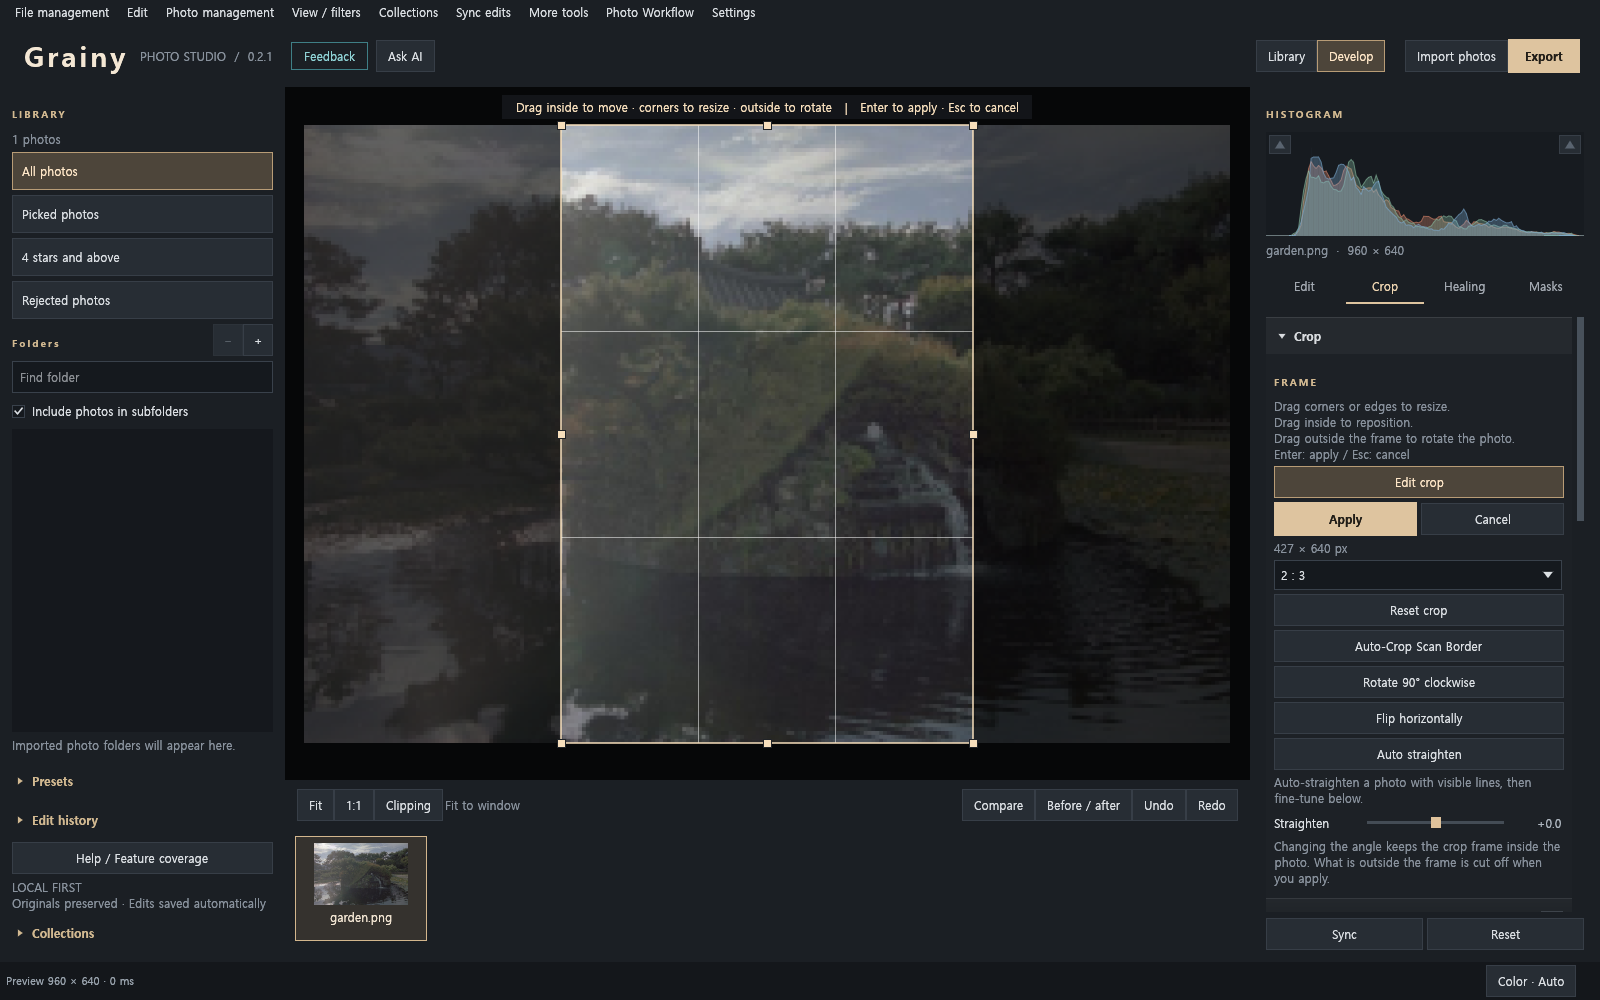 File management Edit Photo management View / filters Collections Sync edits More tools Photo Workflow Settings
Grainy PHOTO STUDIO / 0.2.1 Feedback Ask AI Library Develop Import photos Export
LIBRARY
1 photos
All photos
Picked photos
4 stars and above
Rejected photos
Folders − +
Find folder
Include photos in subfolders
Imported photo folders will appear here.
Presets
Edit history
Help / Feature coverage
LOCAL FIRST
Originals preserved · Edits saved automatically
Collections
Drag inside to move · corners to resize · outside to rotate | Enter to apply · Esc to cancel
Fit 1:1 Clipping Fit to window Compare Before / after Undo Redo
garden.png
HISTOGRAM
garden.png · 960 × 640
Edit Crop Healing Masks
Crop
FRAME
Drag corners or edges to resize.
Drag inside to reposition.
Drag outside the frame to rotate the photo.
Enter: apply / Esc: cancel
Edit crop
Apply Cancel
427 × 640 px
2 : 3
Reset crop
Auto-Crop Scan Border
Rotate 90° clockwise
Flip horizontally
Auto straighten
Auto-straighten a photo with visible lines, then
fine-tune below.
Straighten +0.0
Changing the angle keeps the crop frame inside the
photo. What is outside the frame is cut off when
you apply.
Sync Reset
Preview 960 × 640 · 0 ms Color · Auto